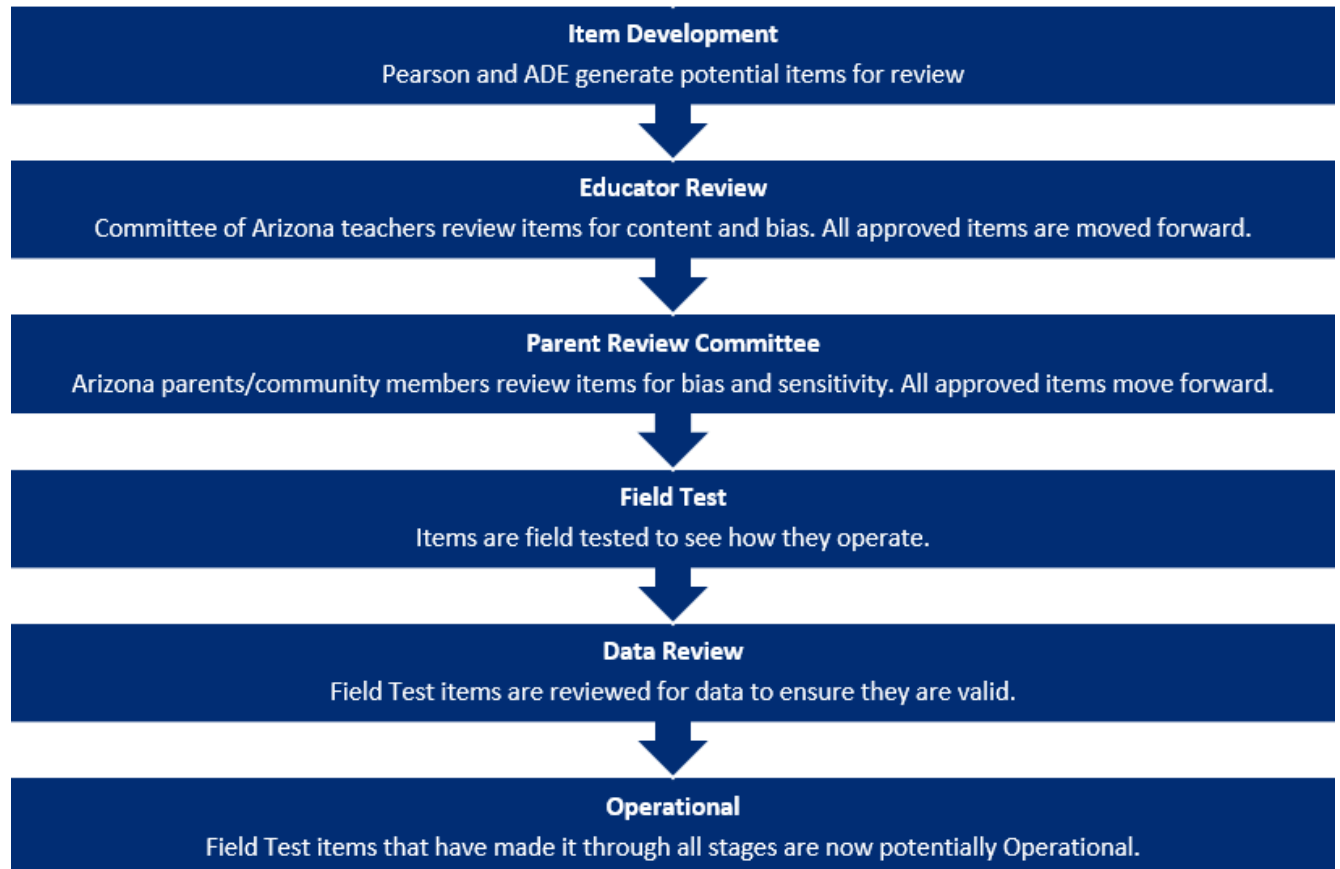 Item Development
Pearson and ADE generate potential items for review
Educator Review
Committee of Arizona teachers review items for content and bias. All approved items are moved forward.
Parent Review Committee
Arizona parents/community members review items for bias and sensitivity. All approved items move forward.
Field Test
Items are field tested to see how they operate.
Data Review
Field Test items are reviewed for data to ensure they are valid.
Operational
Field Test items that have made it through all stages are now potentially Operational.